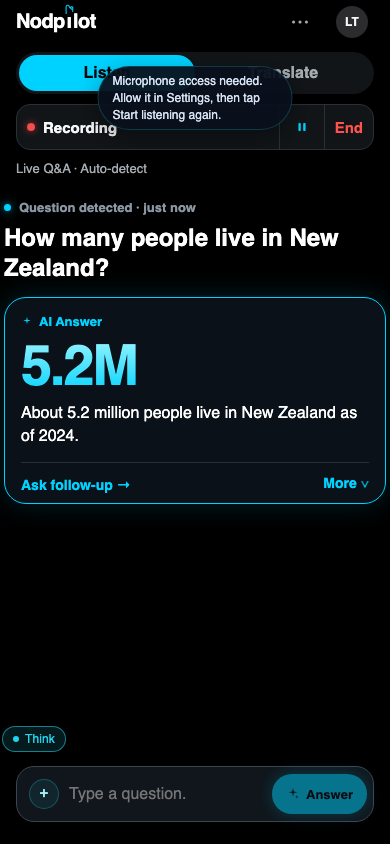 Nodpilot
LT
Microphone access needed.
Allow it in Settings, then tap
Start listening again.
Recording
End
Live Q&A · Auto-detect
Question detected · just now
How many people live in New
Zealand?
AI Answer
5.2M
About 5.2 million people live in New Zealand as
of 2024.
Ask follow-up →
More
Think
+
Type a question.
Answer